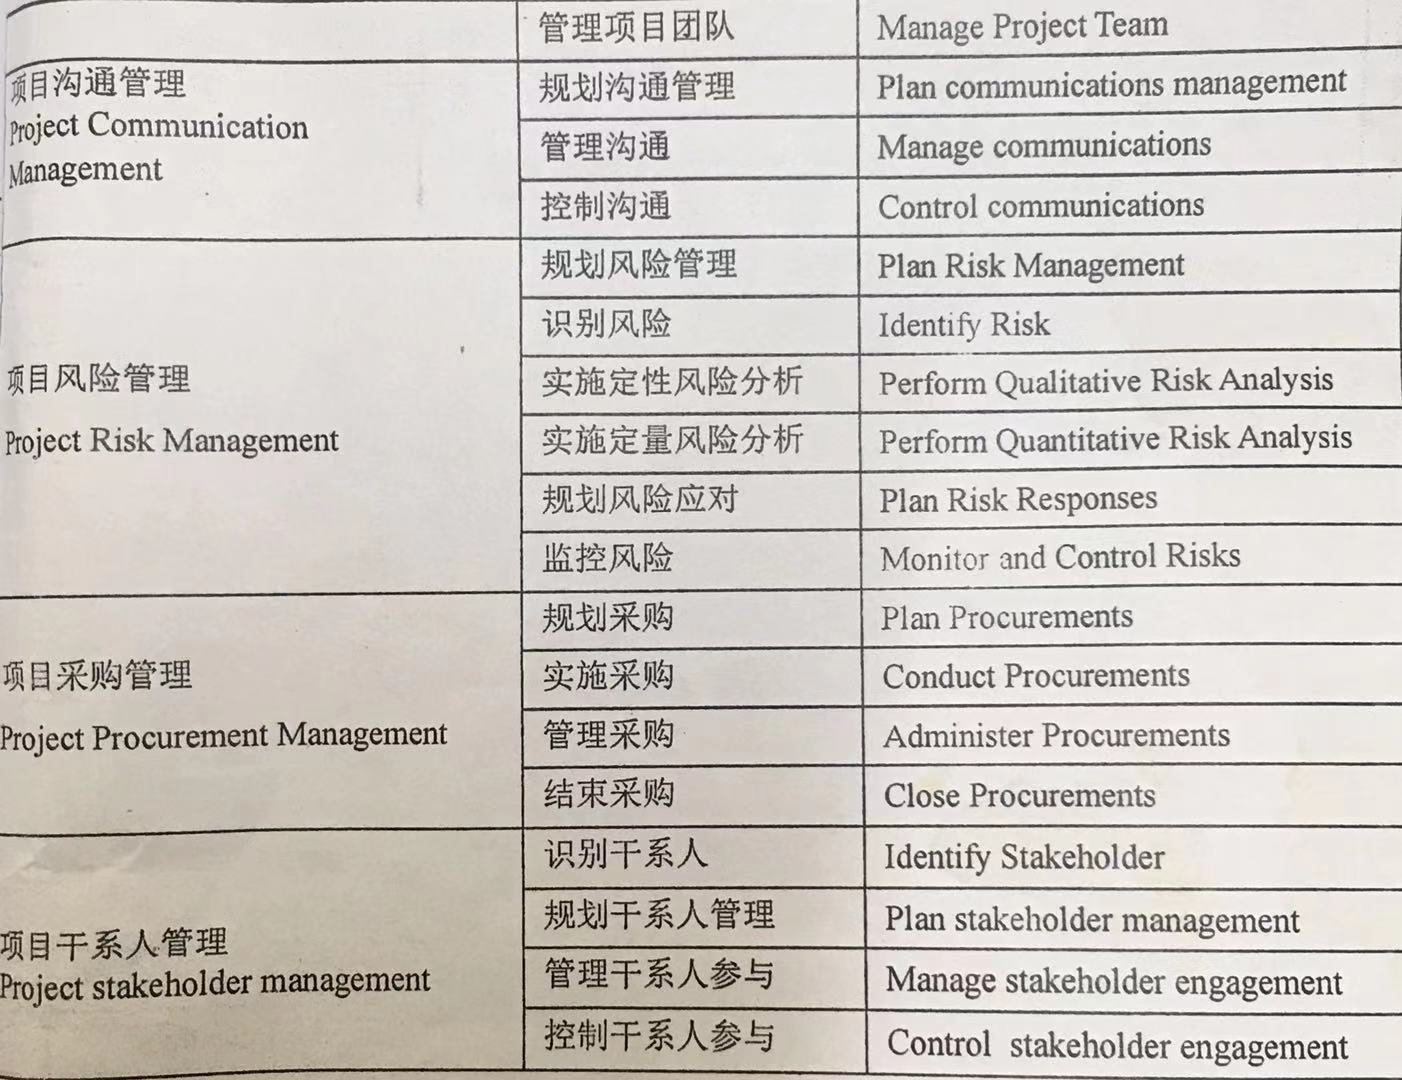 管理项目团队 Manage Project Team
项目沟通管理
Project Communication
Management
规划沟通管理 Plan communications management
管理沟通 Manage communications
控制沟通 Control communications
项目风险管理
Project Risk Management
规划风险管理 Plan Risk Management
识别风险 Identify Risk
实施定性风险分析 Perform Qualitative Risk Analysis
实施定量风险分析 Perform Quantitative Risk Analysis
规划风险应对 Plan Risk Responses
监控风险 Monitor and Control Risks
项目采购管理
Project Procurement Management
规划采购 Plan Procurements
实施采购 Conduct Procurements
管理采购 Administer Procurements
结束采购 Close Procurements
项目干系人管理
Project stakeholder management
识别干系人 Identify Stakeholder
规划干系人管理 Plan stakeholder management
管理干系人参与 Manage stakeholder engagement
控制干系人参与 Control stakeholder engagement